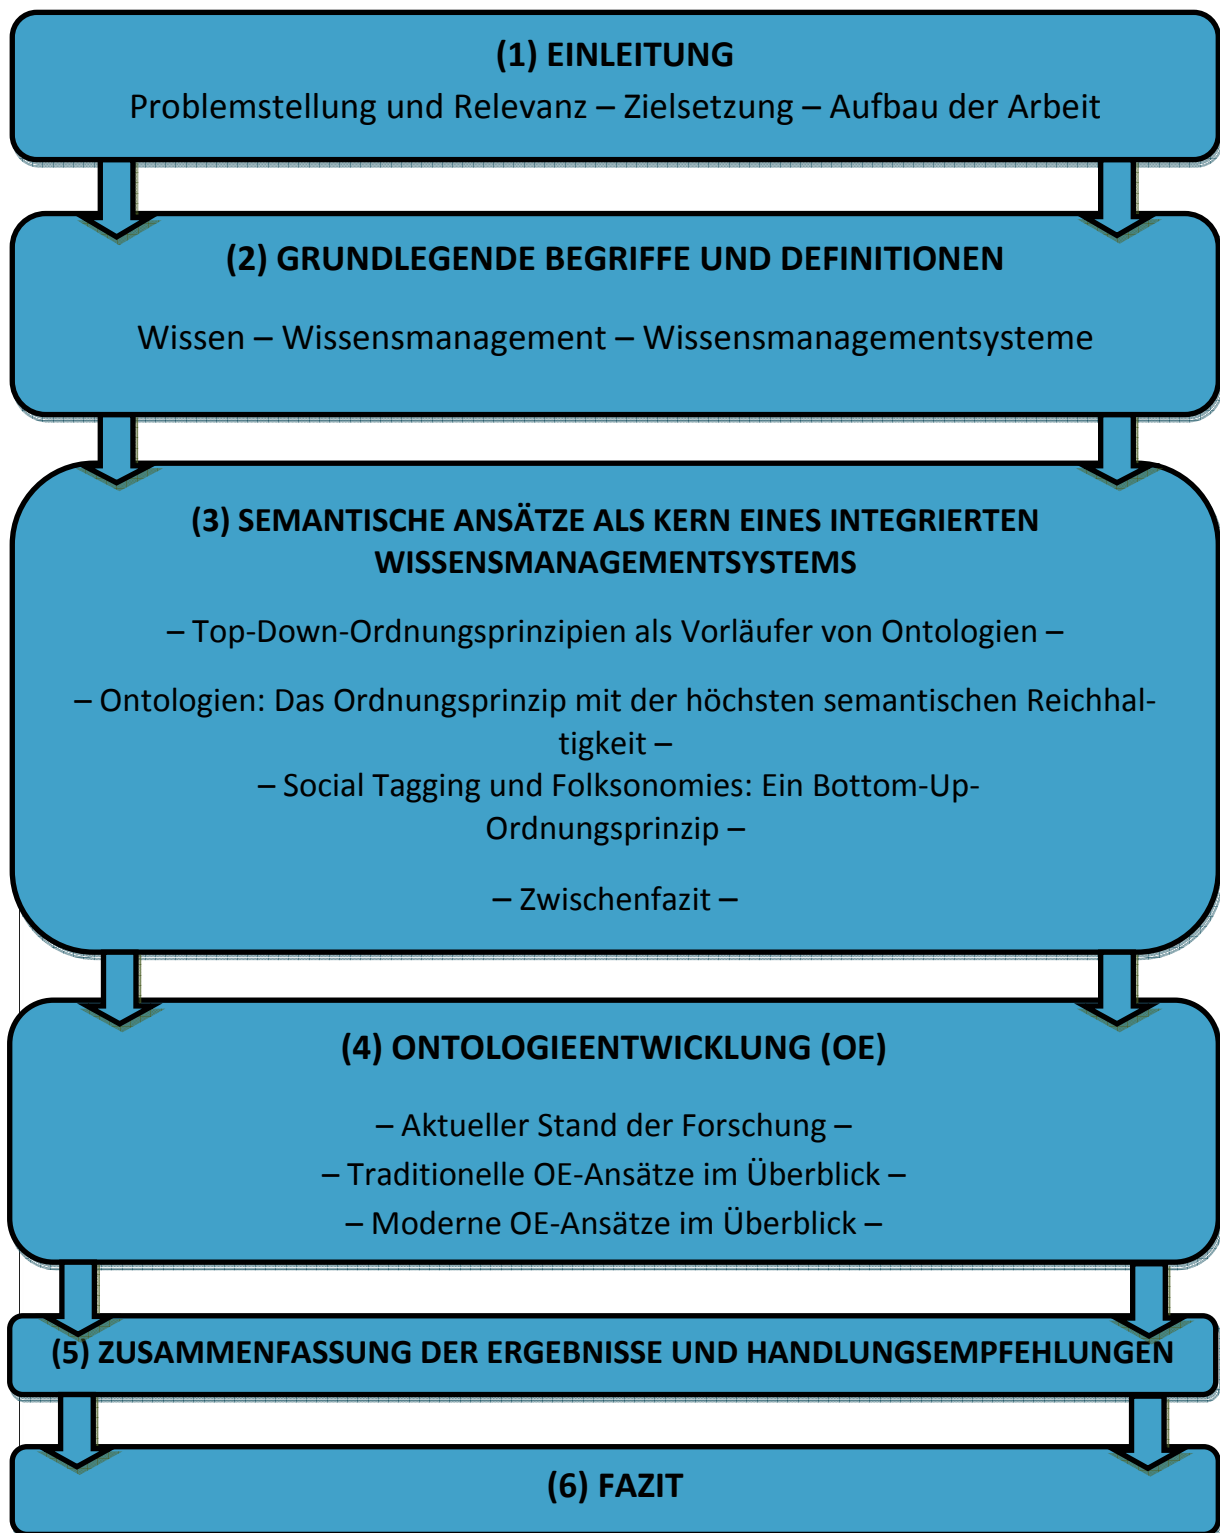 (1) EINLEITUNG
Problemstellung und Relevanz – Zielsetzung – Aufbau der Arbeit
(2) GRUNDLEGENDE BEGRIFFE UND DEFINITIONEN
Wissen – Wissensmanagement – Wissensmanagementsysteme
(3) SEMANTISCHE ANSÄTZE ALS KERN EINES INTEGRIERTEN
WISSENSMANAGEMENTSYSTEMS
– Top-Down-Ordnungsprinzipien als Vorläufer von Ontologien –
– Ontologien: Das Ordnungsprinzip mit der höchsten semantischen Reichhal-
tigkeit –
– Social Tagging und Folksonomies: Ein Bottom-Up-
Ordnungsprinzip –
– Zwischenfazit –
(4) ONTOLOGIEENTWICKLUNG (OE)
– Aktueller Stand der Forschung –
– Traditionelle OE-Ansätze im Überblick –
– Moderne OE-Ansätze im Überblick –
(5) ZUSAMMENFASSUNG DER ERGEBNISSE UND HANDLUNGSEMPFEHLUNGEN
(6) FAZIT